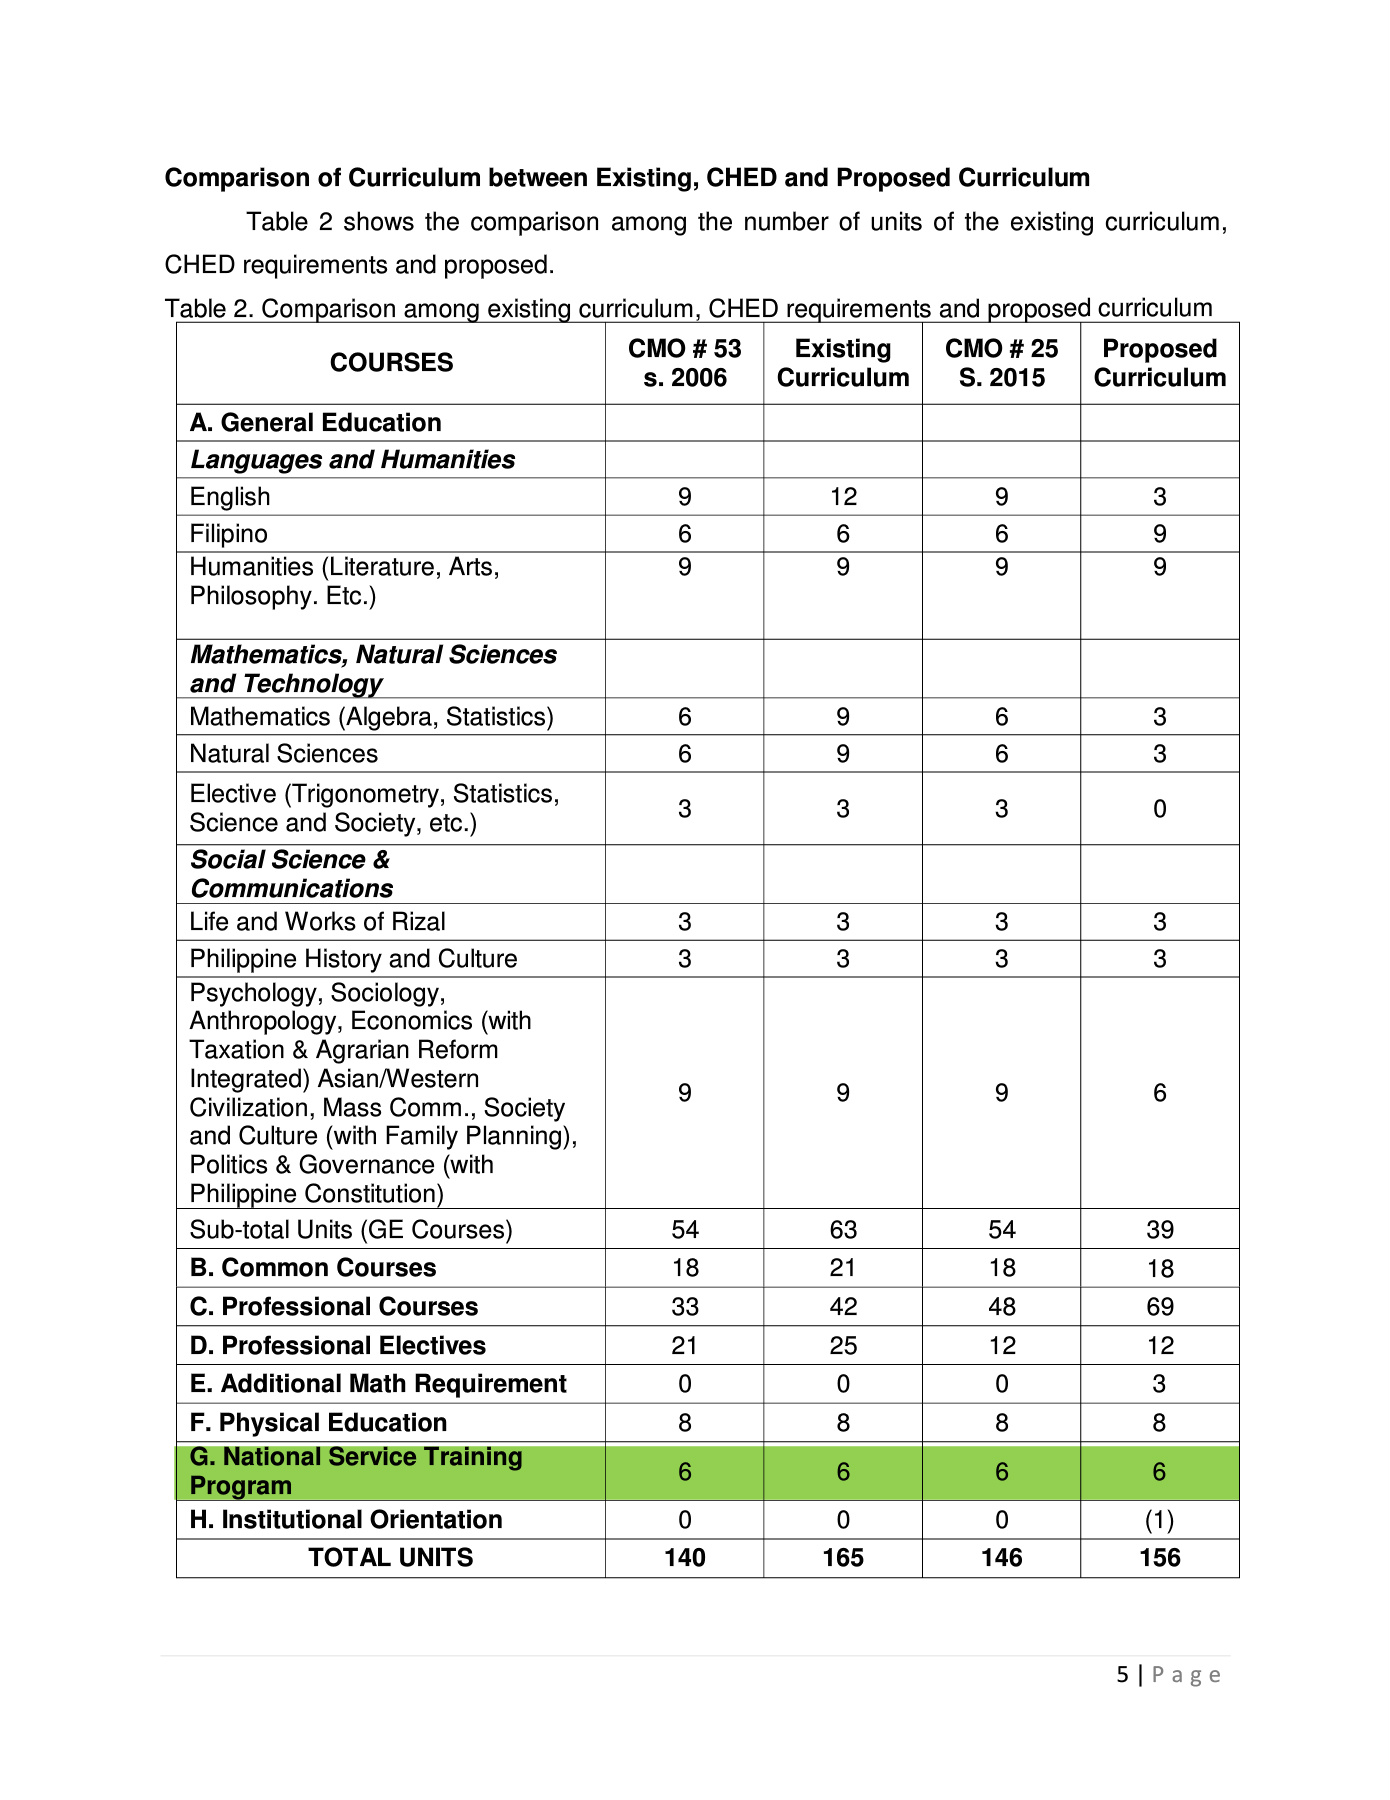 Comparison of Curriculum between Existing, CHED and Proposed Curriculum
Table 2 shows the comparison among the number of units of the existing curriculum,
CHED requirements and proposed.
Table 2. Comparison among existing curriculum, CHED requirements and proposed curriculum
COURSES CMO # 53 s. 2006 Existing Curriculum CMO # 25 S. 2015 Proposed Curriculum
A. General Education
Languages and Humanities
English 9 12 9 3
Filipino 6 6 6 9
Humanities (Literature, Arts, 9 9 9 9
Philosophy. Etc.)
Mathematics, Natural Sciences
and Technology
Mathematics (Algebra, Statistics) 6 9 6 3
Natural Sciences 6 9 6 3
Elective (Trigonometry, Statistics,
Science and Society, etc.) 3 3 3 0
Social Science &
Communications
Life and Works of Rizal 3 3 3 3
Philippine History and Culture 3 3 3 3
Psychology, Sociology,
Anthropology, Economics (with
Taxation & Agrarian Reform
Integrated) Asian/Western
Civilization, Mass Comm., Society
and Culture (with Family Planning),
Politics & Governance (with
Philippine Constitution) 9 9 9 6
Sub-total Units (GE Courses) 54 63 54 39
B. Common Courses 18 21 18 18
C. Professional Courses 33 42 48 69
D. Professional Electives 21 25 12 12
E. Additional Math Requirement 0 0 0 3
F. Physical Education 8 8 8 8
G. National Service Training
Program 6 6 6 6
H. Institutional Orientation 0 0 0 (1)
TOTAL UNITS 140 165 146 156
5 | Page